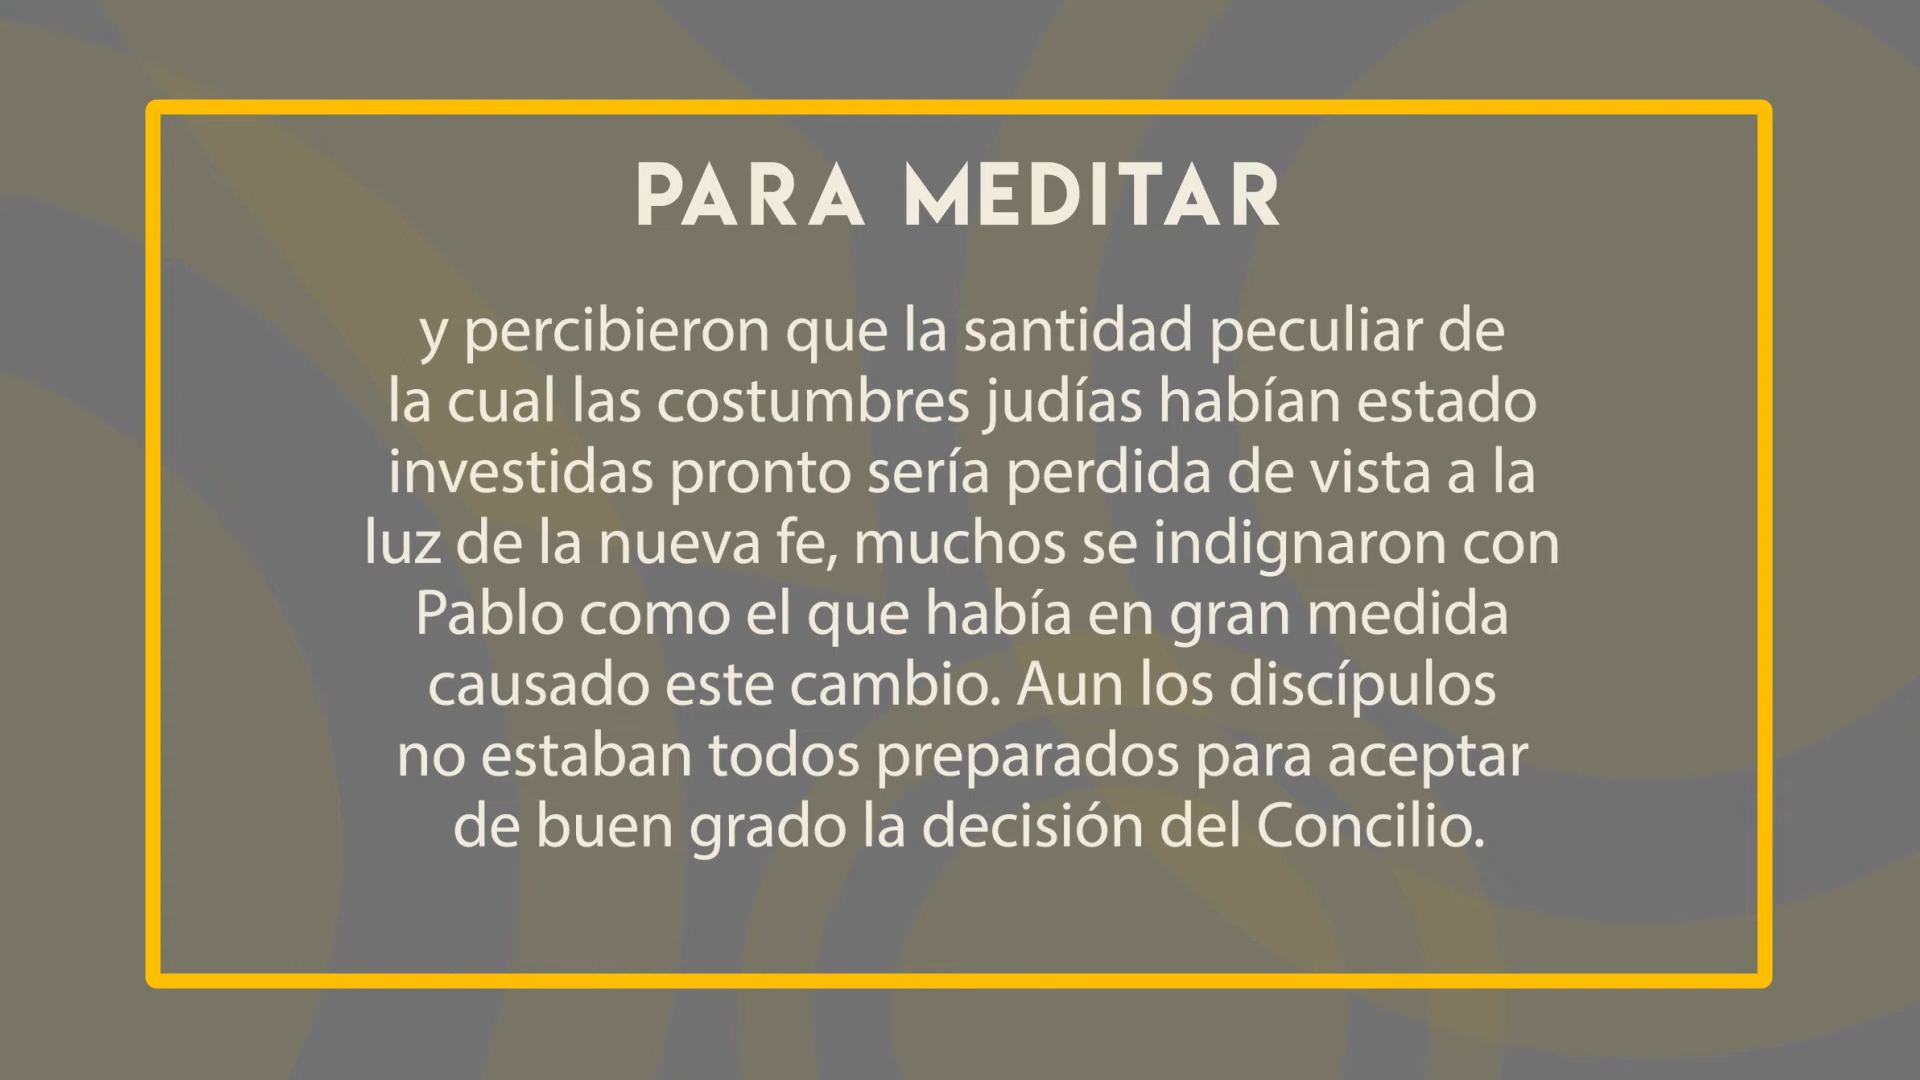 PARA MEDITAR
y percibieron que la santidad peculiar de
la cual las costumbres judías habían estado
investidas pronto sería perdida de vista a la
luz de la nueva fe, muchos se indignaron con
Pablo como el que había en gran medida
causado este cambio. Aun los discípulos
no estaban todos preparados para aceptar
de buen grado la decisión del Concilio.